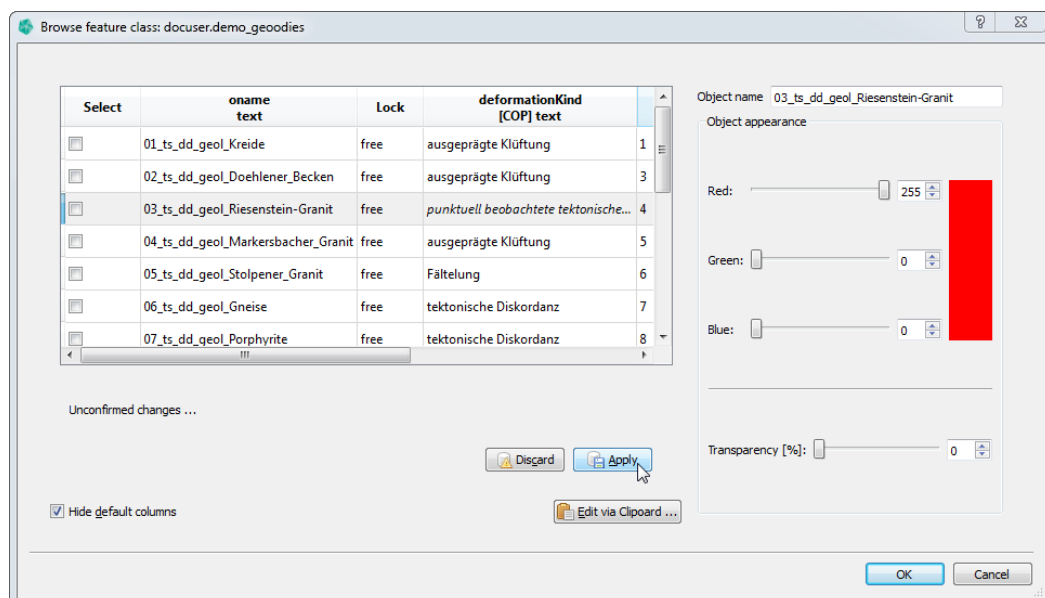 Browse feature class: docuser.demo_geoodies
Select oname text Lock deformationKind [COP] text
01_ts_dd_geol_Kreide free ausgeprägte Klüftung 1
02_ts_dd_geol_Doehlener_Becken free ausgeprägte Klüftung 3
03_ts_dd_geol_Riesenstein-Granit free punktuell beobachtete tektonische... 4
04_ts_dd_geol_Markersbacher_Granit free ausgeprägte Klüftung 5
05_ts_dd_geol_Stolpener_Granit free Fältelung 6
06_ts_dd_geol_Gneise free tektonische Diskordanz 7
07_ts_dd_geol_Porphyrite free tektonische Diskordanz 8
Unconfirmed changes ...
Discard Apply
Hide default columns
Edit via Clipoard ...
Object name 03_ts_dd_geol_Riesenstein-Granit
Object appearance
Red: 255
Green: 0
Blue: 0
Transparency [%]: 0
OK Cancel